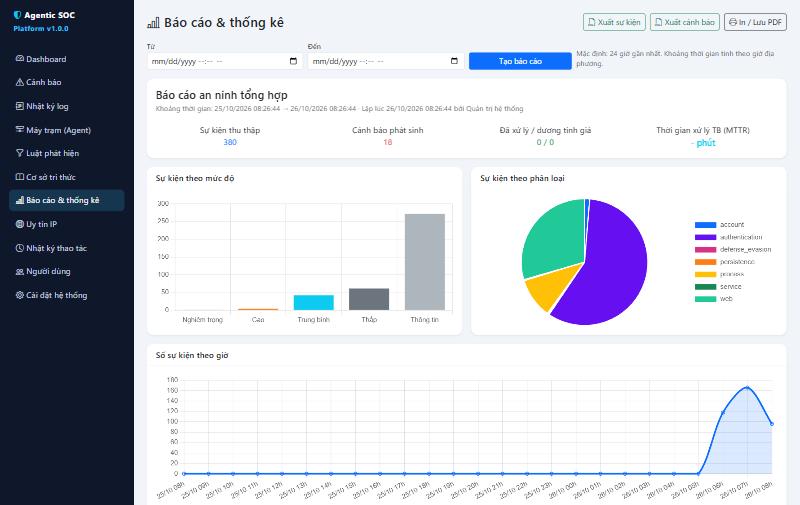 Agentic SOC
Platform v1.0.0
Dashboard
Cảnh báo
Nhật ký log
Máy trạm (Agent)
Luật phát hiện
Cơ sở tri thức
Báo cáo & thống kê
Uy tín IP
Nhật ký thao tác
Người dùng
Cài đặt hệ thống
Báo cáo & thống kê
Xuất sự kiện
Xuất cảnh báo
In / Lưu PDF
Từ
Đến
mm/dd/yyyy --:-- --
mm/dd/yyyy --:-- --
Tạo báo cáo
Mặc định: 24 giờ gần nhất. Khoảng thời gian tính theo giờ địa
phương.
Báo cáo an ninh tổng hợp
Khoảng thời gian: 25/10/2026 08:26:44 → 26/10/2026 08:26:44 · Lập lúc 26/10/2026 08:26:44 bởi Quản trị hệ thống
Sự kiện thu thập
380
Cảnh báo phát sinh
18
Đã xử lý / dương tính giả
0 / 0
Thời gian xử lý TB (MTTR)
- phút
Sự kiện theo mức độ
300
250
200
150
100
50
0
Nghiêm trọng
Cao
Trung bình
Thấp
Thông tin
Sự kiện theo phân loại
account
authentication
defense_evasion
persistence
process
service
web
Số sự kiện theo giờ
180
160
140
120
100
80
60
40
20
0
25/10 08h
25/10 09h
25/10 10h
25/10 11h
25/10 12h
25/10 13h
25/10 14h
25/10 15h
25/10 16h
25/10 17h
25/10 18h
25/10 19h
25/10 20h
25/10 21h
25/10 22h
25/10 23h
26/10 00h
26/10 01h
26/10 02h
26/10 03h
26/10 04h
26/10 05h
26/10 06h
26/10 07h
26/10 08h